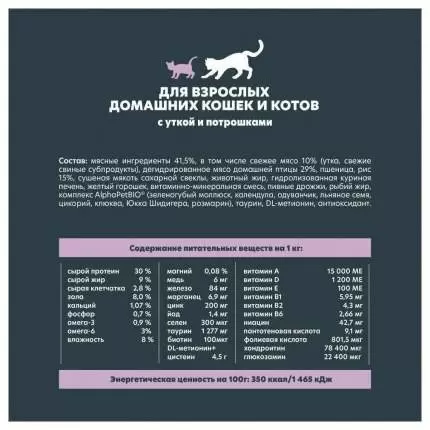 ДЛЯ ВЗРОСЛЫХ
ДОМАШНИХ КОШЕК И КОТОВ
с уткой и потрошками
Состав: мясные ингредиенты 41,5%, в том числе свежее мясо 10% (утка, свежие
свиные субпродукты), дегидрированное мясо домашней птицы 29%, пшеница, рис
15%, сушеная мякоть сахарной свеклы, животный жир, гидролизованная куриная
печень, желтый горошек, витаминно-минеральная смесь, пивные дрожжи, рыбий жир,
комплекс AlphaPetBIO® (зеленогубый моллюск, календула, одуванчик, льняное семя,
цикорий, клюква, Юкка Шидигера, розмарин), таурин, DL-метионин, антиоксидант.
Содержание питательных веществ на 1 кг:
сырой протеин 30 %
сырой жир 9 %
сырая клетчатка 2,8 %
зола 8,0 %
кальций 1,07 %
фосфор 0,7 %
омега-3 0,9 %
омега-6 3%
влажность 8 %
магний 0,08 %
медь 6 мг
железо 84 мг
марганец 6,9 мг
цинк 200 мг
йод 1,4 мг
селен 300 мкг
таурин 1 277 мг
биотин 100мкг
DL-метионин+
цистеин 4,5 г
витамин А 15 000 МЕ
витамин D 1 200 МЕ
витамин Е 100 МЕ
витамин В1 5,95 мг
витамин В2 4,3 мг
витамин В6 2,66 мг
ниацин 42,7 мг
пантотеновая кислота 9,1 мг
фолиевая кислота 801,5 мкг
хондроитин 78 400 мкг
глюкозамин 22 400 мкг
Энергетическая ценность на 100г: 350 ккал/1 465 кДж